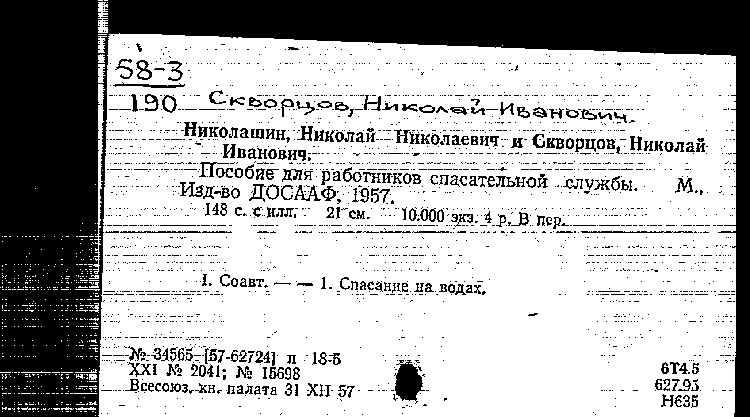 58-3
190
Скворцов, Николай Иванович.
Николашин, Николай Николаевич и Скворцов, Николай
Иванович.
Пособие для работников спасательной службы. М.,
Изд-во ДОСААФ, 1957.
148 с. с илл. 21 см. 10.000 экз. 4 р. В пер.
I. Соавт. — — 1. Спасание на водах.
№ 34565 [57-62724] п 18-5
XXI № 2041; № 15698
Всесоюз. кн. палата 31 XII 57
6Т4.5
627.95
Н635